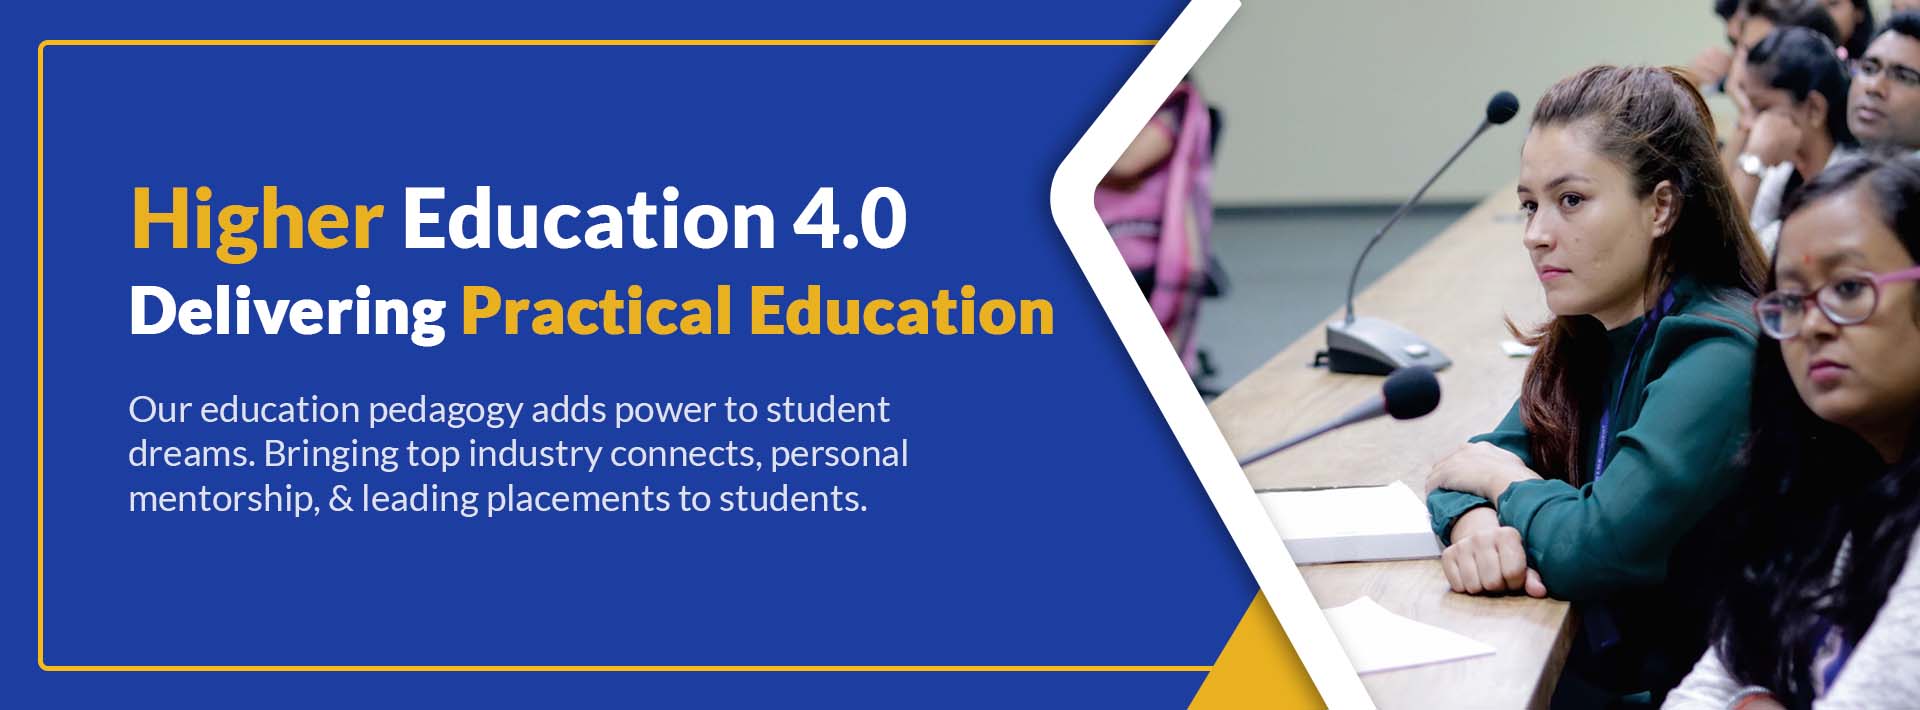 Higher Education 4.0
Delivering Practical Education
Our education pedagogy adds power to student
dreams. Bringing top industry connects, personal
mentorship, & leading placements to students.